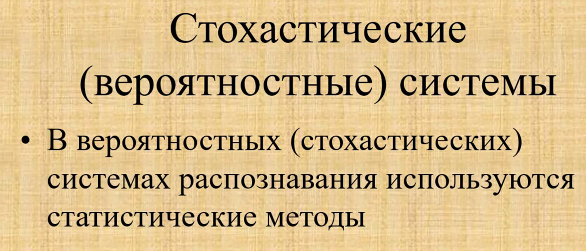 Стохастические
(вероятностные) системы
• В вероятностных (стохастических)
системах распознавания используются
статистические методы